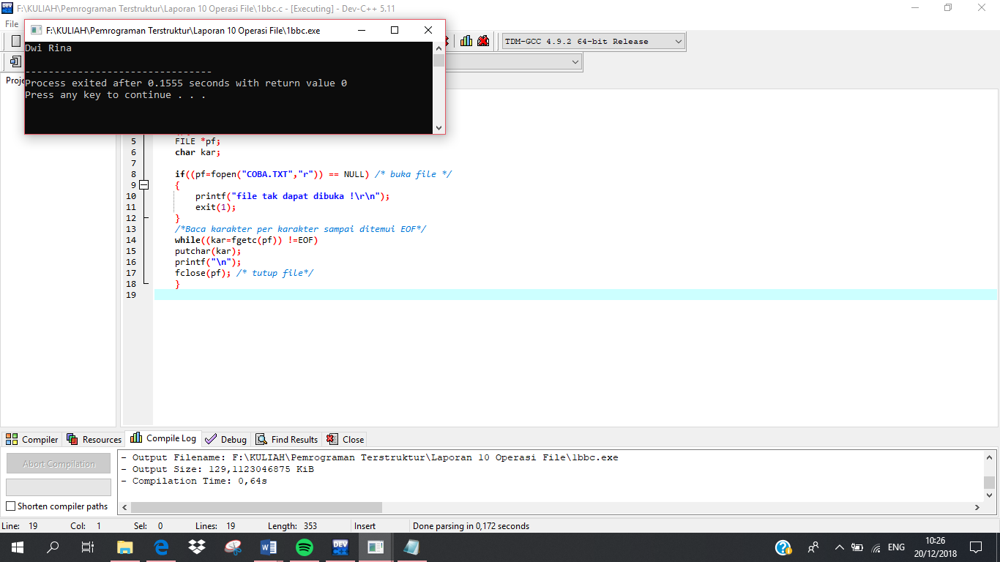 F:\KULIAH\Pemrograman Terstruktur\Laporan 10 Operasi File\1bbc.c - [Executing] - Dev-C++ 5.11
File
F:\KULIAH\Pemrograman Terstruktur\Laporan 10 Operasi File\1bbc.exe
TDM-GCC 4.9.2 64-bit Release
Dwi Rina
--------------------------------
Process exited after 0.1555 seconds with return value 0
Press any key to continue . . .
5 FILE *pf;
6 char kar;
7
8 if((pf=fopen("COBA.TXT","r")) == NULL) /* buka file */
9 {
10 printf("file tak dapat dibuka !\r\n");
11 exit(1);
12 }
13 /*Baca karakter per karakter sampai ditemui EOF*/
14 while((kar=fgetc(pf)) !=EOF)
15 putchar(kar);
16 printf("\n");
17 fclose(pf); /* tutup file*/
18 }
19
Compiler Resources Compile Log Debug Find Results Close
Abort Compilation
Shorten compiler paths
- Output Filename: F:\KULIAH\Pemrograman Terstruktur\Laporan 10 Operasi File\1bbc.exe
- Output Size: 129,1123046875 KiB
- Compilation Time: 0,64s
Line: 19 Col: 1 Sel: 0 Lines: 19 Length: 353 Insert Done parsing in 0,172 seconds
DEV
ENG
10:26
20/12/2018